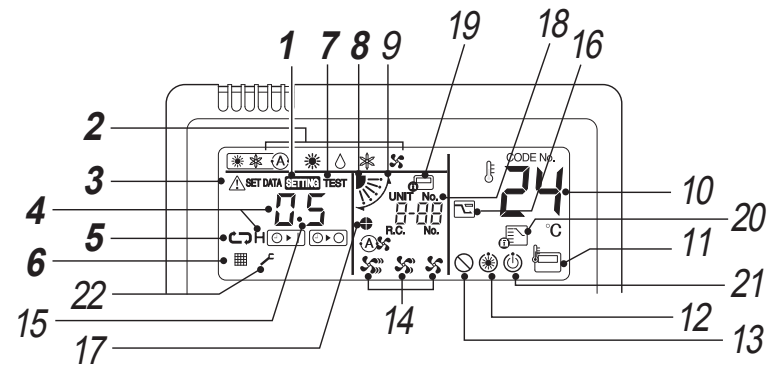 1 7 8 9 19 18 16
2
CODE No.
A
3 SET DATA SETTING TEST
UNIT No.
24 10
4 0.5
8-88
20
R.C. No.
°C
5 H
A
11
6
22
15 14 21
17 13 12